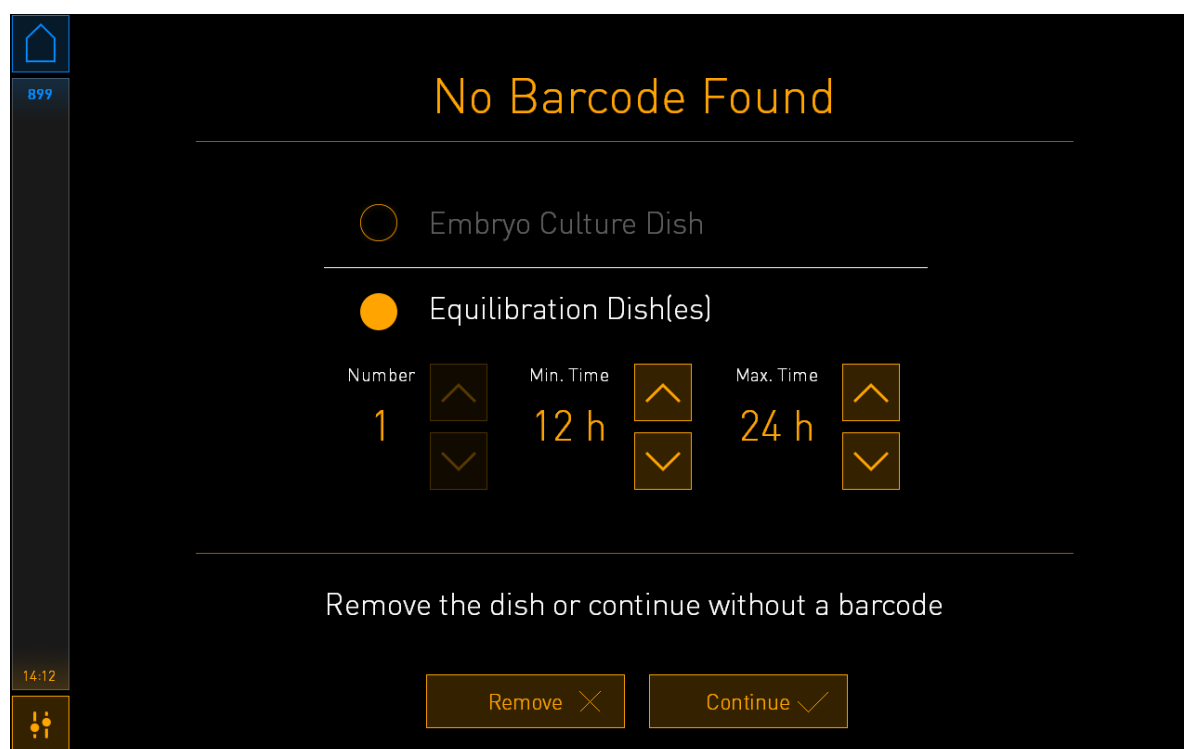 899
No Barcode Found
Embryo Culture Dish
Equilibration Dish(es)
Number Min. Time Max. Time
1 12 h 24 h
Remove the dish or continue without a barcode
14:12
Remove Continue